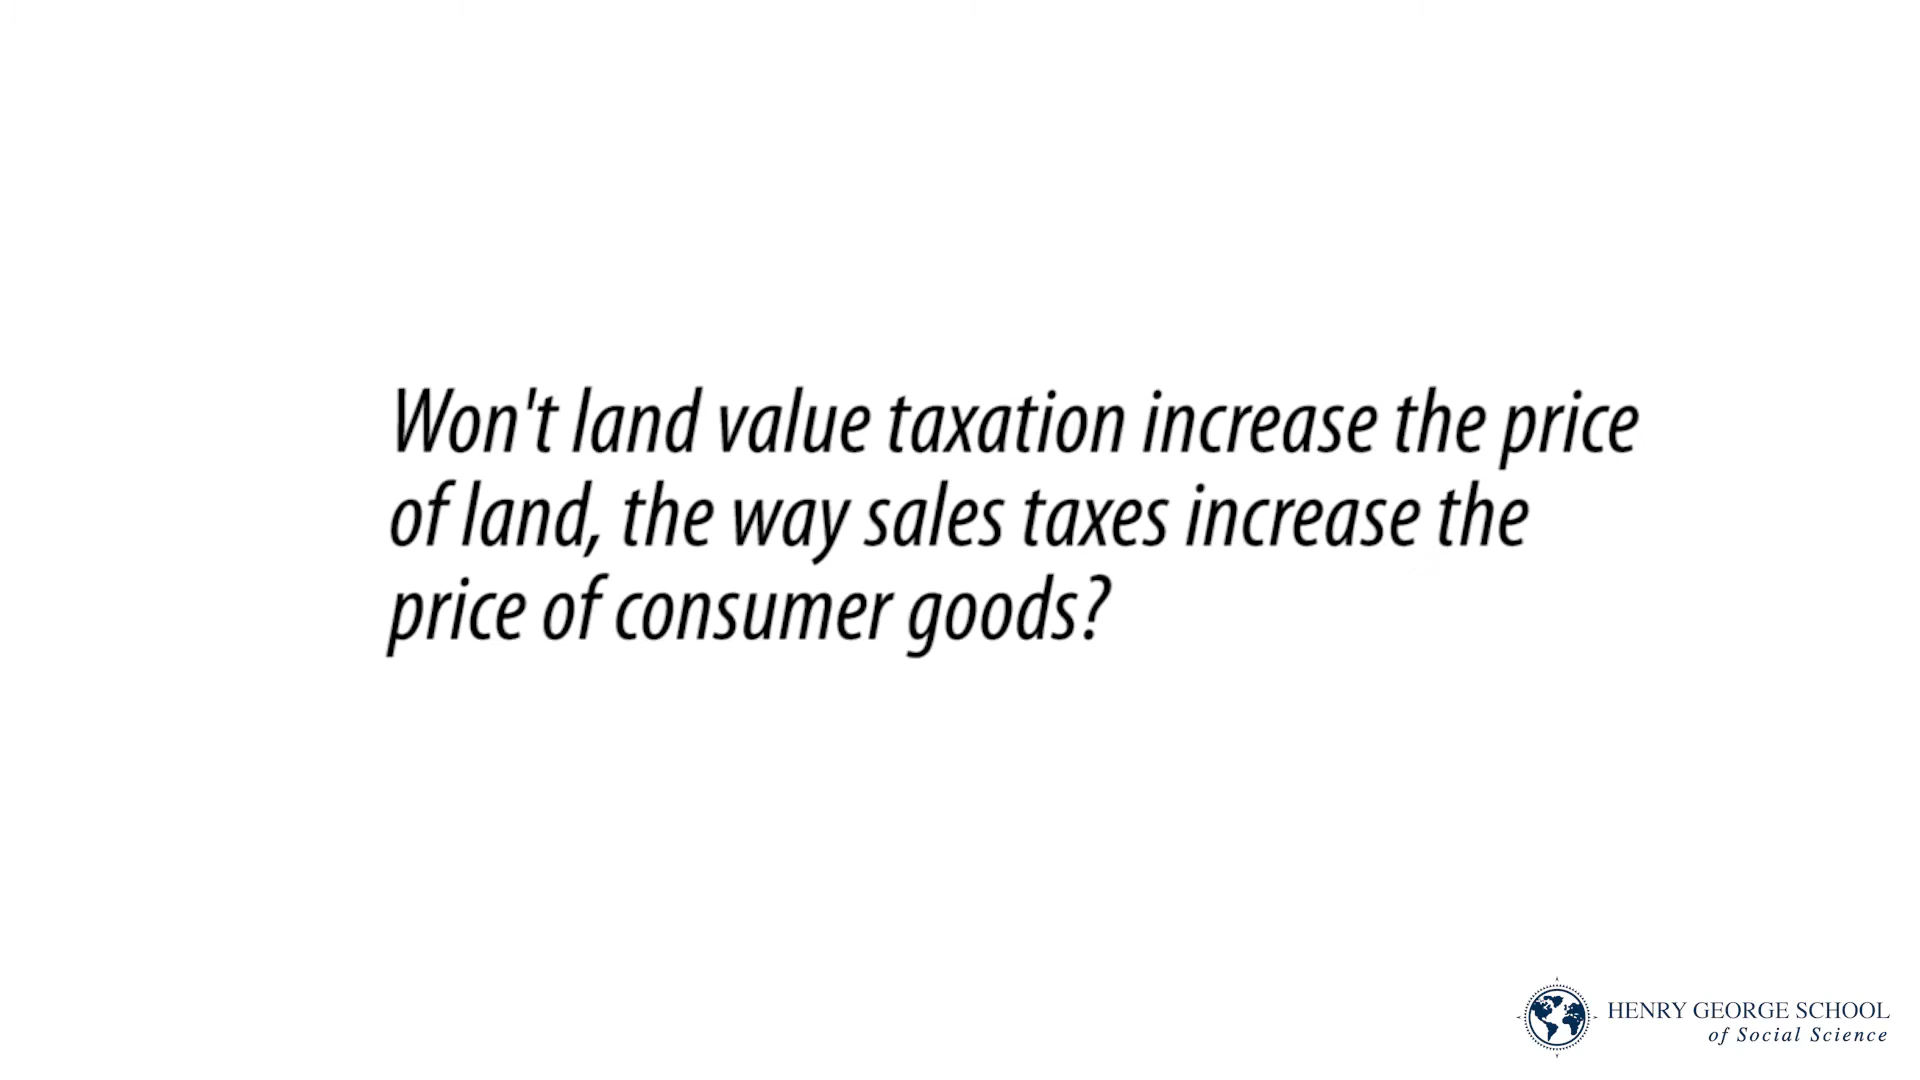 Won't land value taxation increase the price
of land, the way sales taxes increase the
price of consumer goods?
HENRY GEORGE SCHOOL
of Social Science